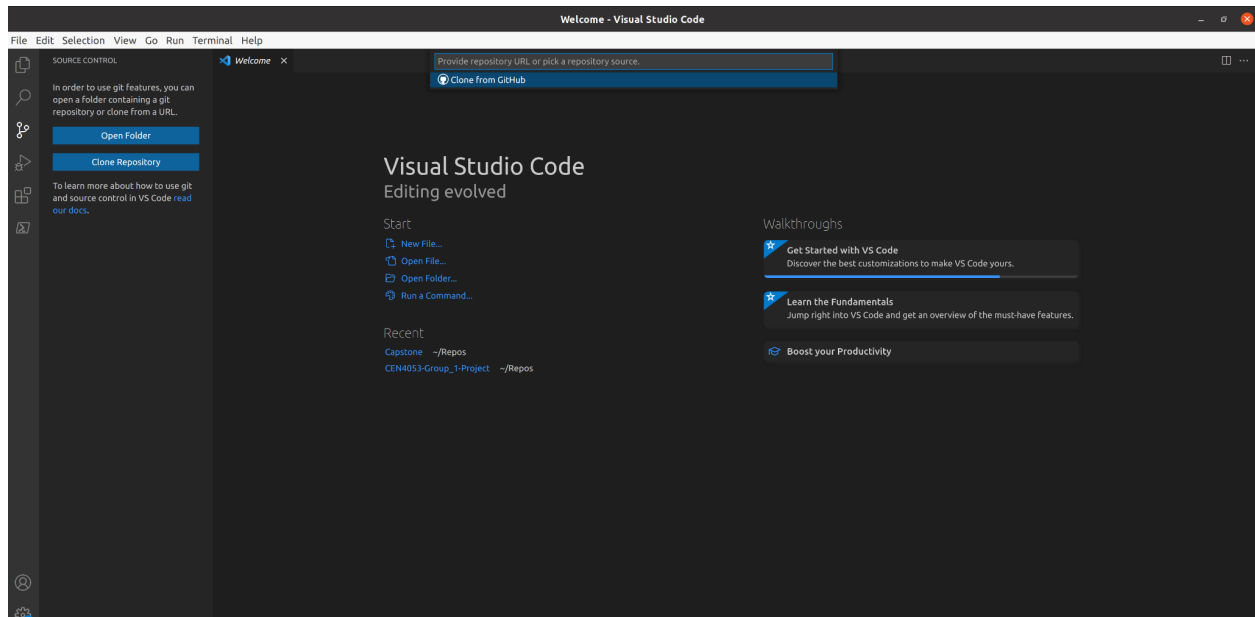 Welcome - Visual Studio Code
File Edit Selection View Go Run Terminal Help
SOURCE CONTROL
Welcome
Provide repository URL or pick a repository source.
Clone from GitHub
In order to use git features, you can
open a folder containing a git
repository or clone from a URL.
Open Folder
Clone Repository
To learn more about how to use git
and source control in VS Code read
our docs.
Visual Studio Code
Editing evolved
Start
New File...
Open File...
Open Folder...
Run a Command...
Recent
Capstone ~/Repos
CEN4053-Group_1-Project ~/Repos
Walkthroughs
Get Started with VS Code
Discover the best customizations to make VS Code yours.
Learn the Fundamentals
Jump right into VS Code and get an overview of the must-have features.
Boost your Productivity